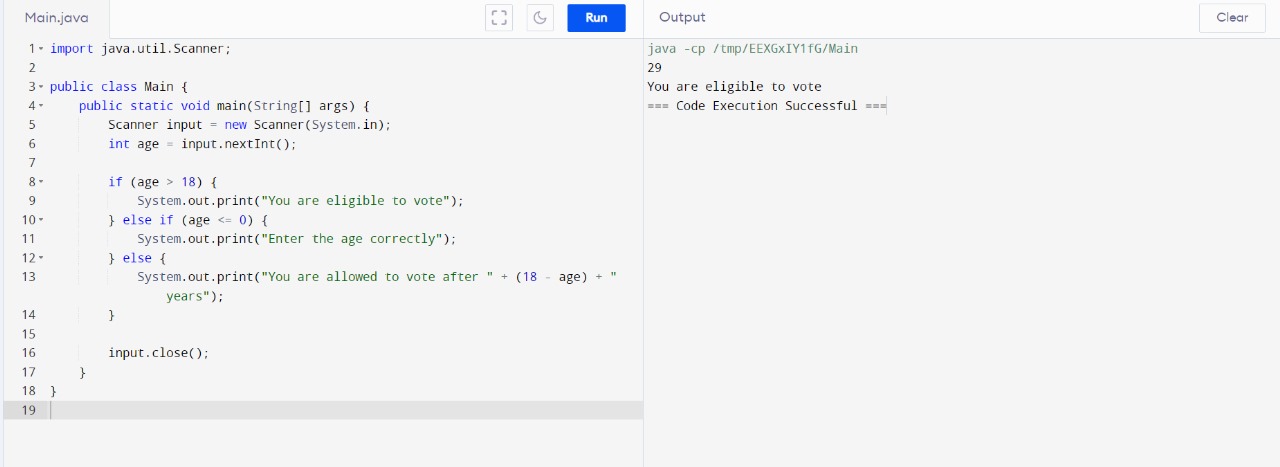 Main.java
Run
Output
Clear
1 import java.util.Scanner;
2
3 public class Main {
4     public static void main(String[] args) {
5         Scanner input = new Scanner(System.in);
6         int age = input.nextInt();
7
8         if (age > 18) {
9             System.out.print("You are eligible to vote");
10         } else if (age <= 0) {
11             System.out.print("Enter the age correctly");
12         } else {
13             System.out.print("You are allowed to vote after " + (18 - age) + "
years");
14         }
15
16         input.close();
17     }
18 }
19
java -cp /tmp/EEXGxIY1fG/Main
29
You are eligible to vote
=== Code Execution Successful ===